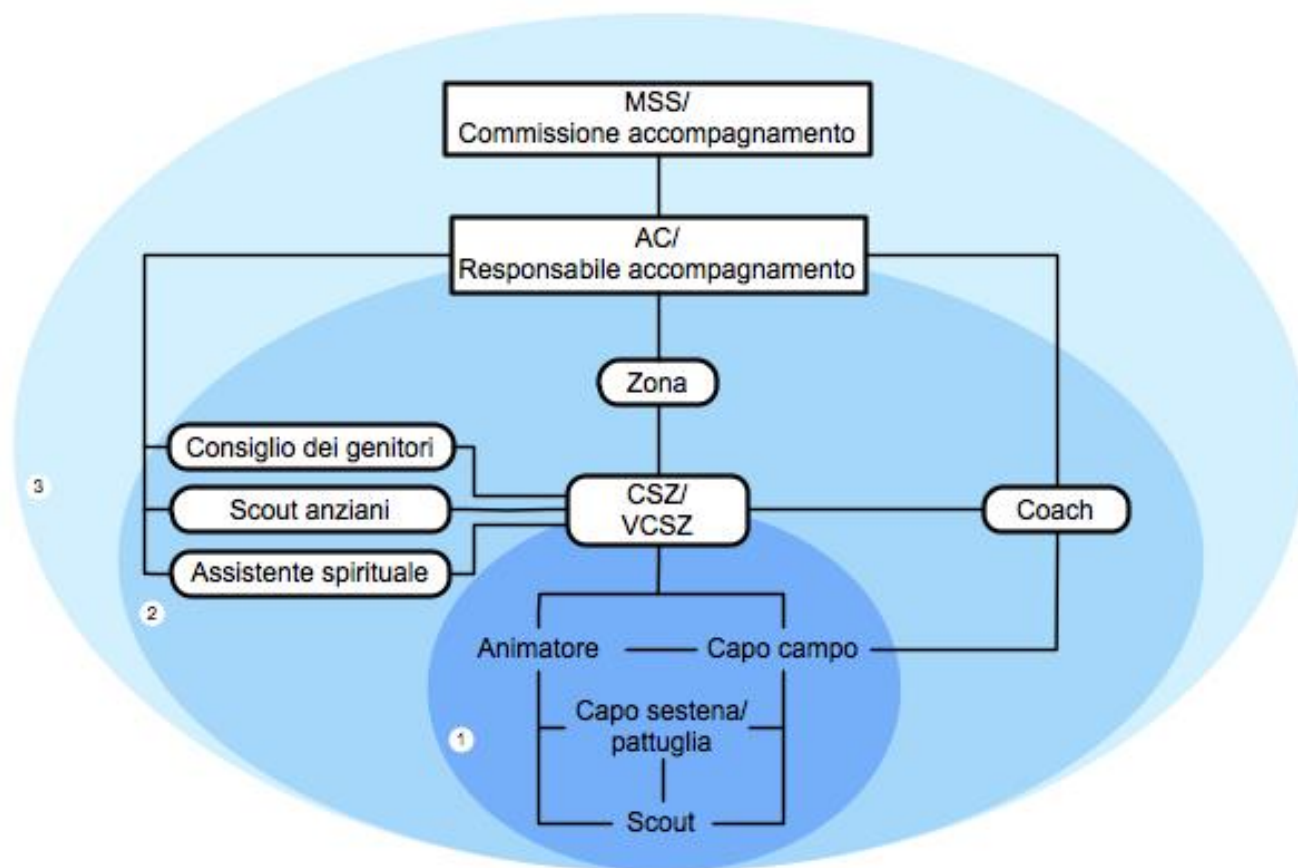 MSS/
Commissione accompagnamento
AC/
Responsabile accompagnamento
Zona
Consiglio dei genitori
3
CSZ/
VCSZ
Scout anziani
Coach
Assistente spirituale
2
Animatore
Capo campo
Capo sestena/
pattuglia
1
Scout